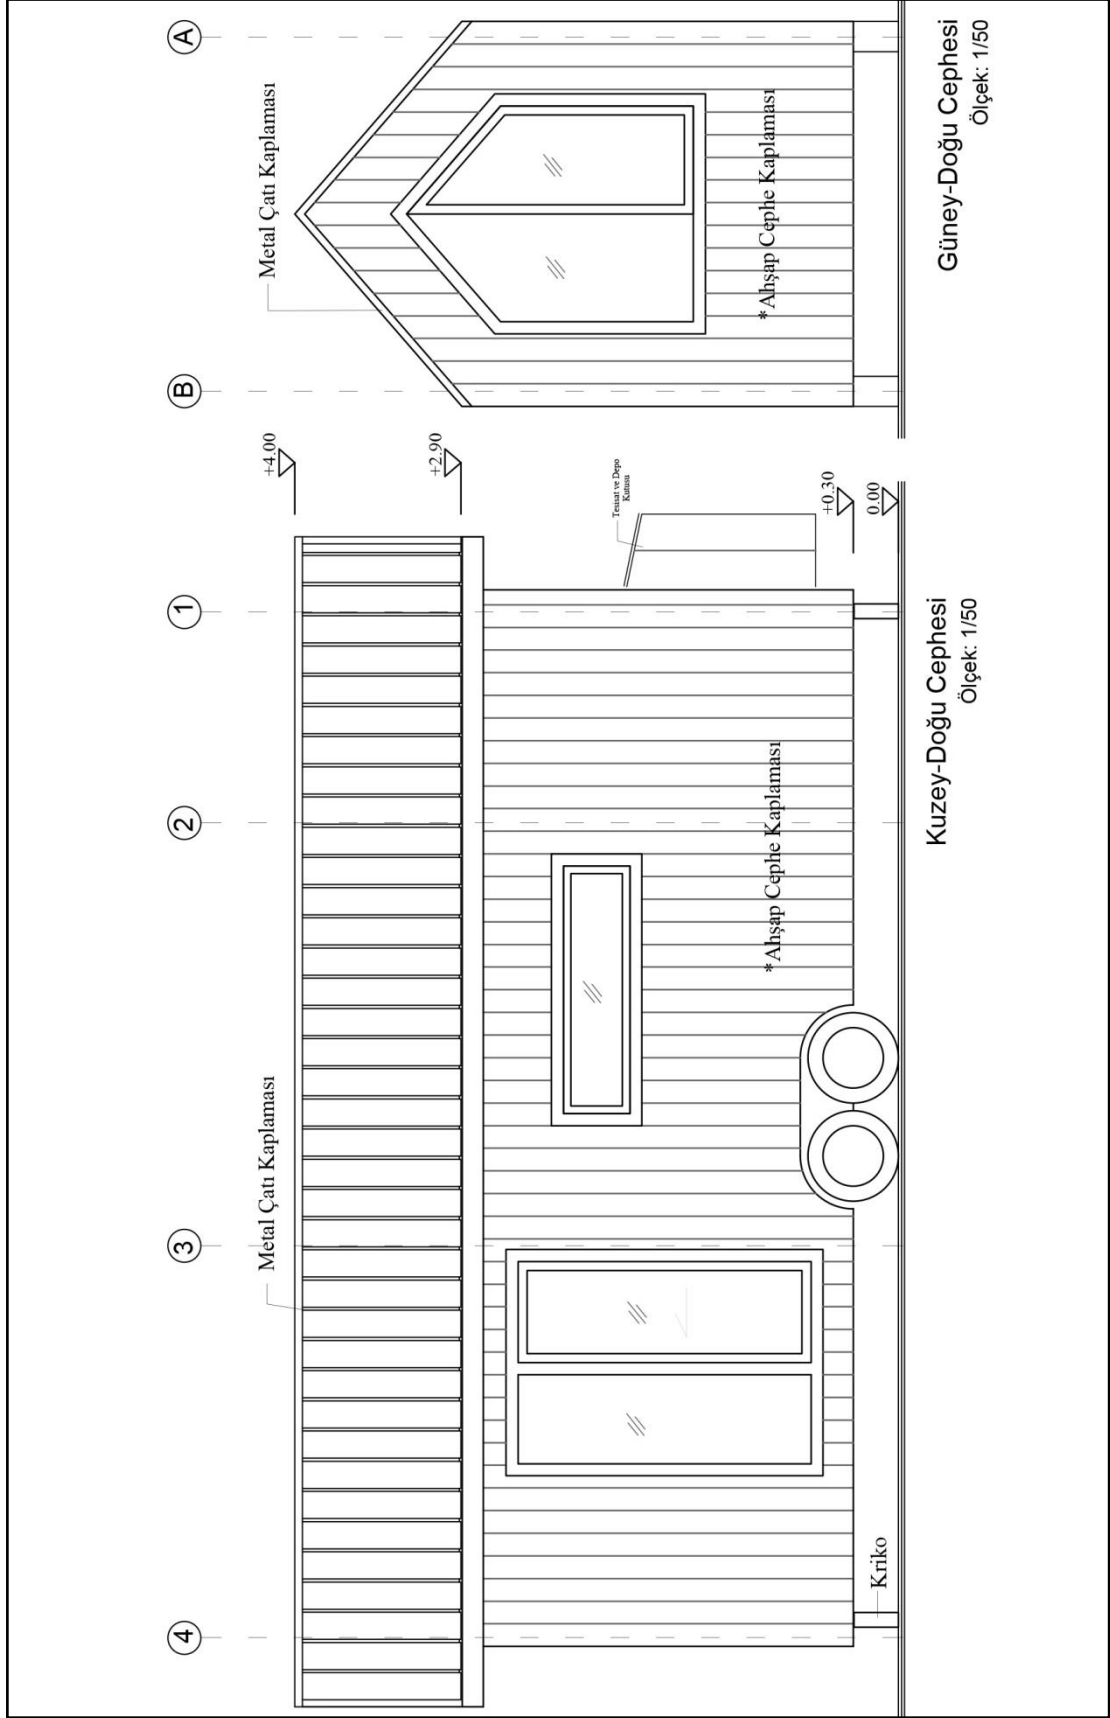 4
3
2
1
B
A
Metal Çatı Kaplaması
Metal Çatı Kaplaması
+4.00
+2.90
Tesisat ve Depo
Kutusu
*Ahşap Cephe Kaplaması
*Ahşap Cephe Kaplaması
+0.30
0.00
Kriko
Kuzey-Doğu Cephesi
Ölçek: 1/50
Güney-Doğu Cephesi
Ölçek: 1/50